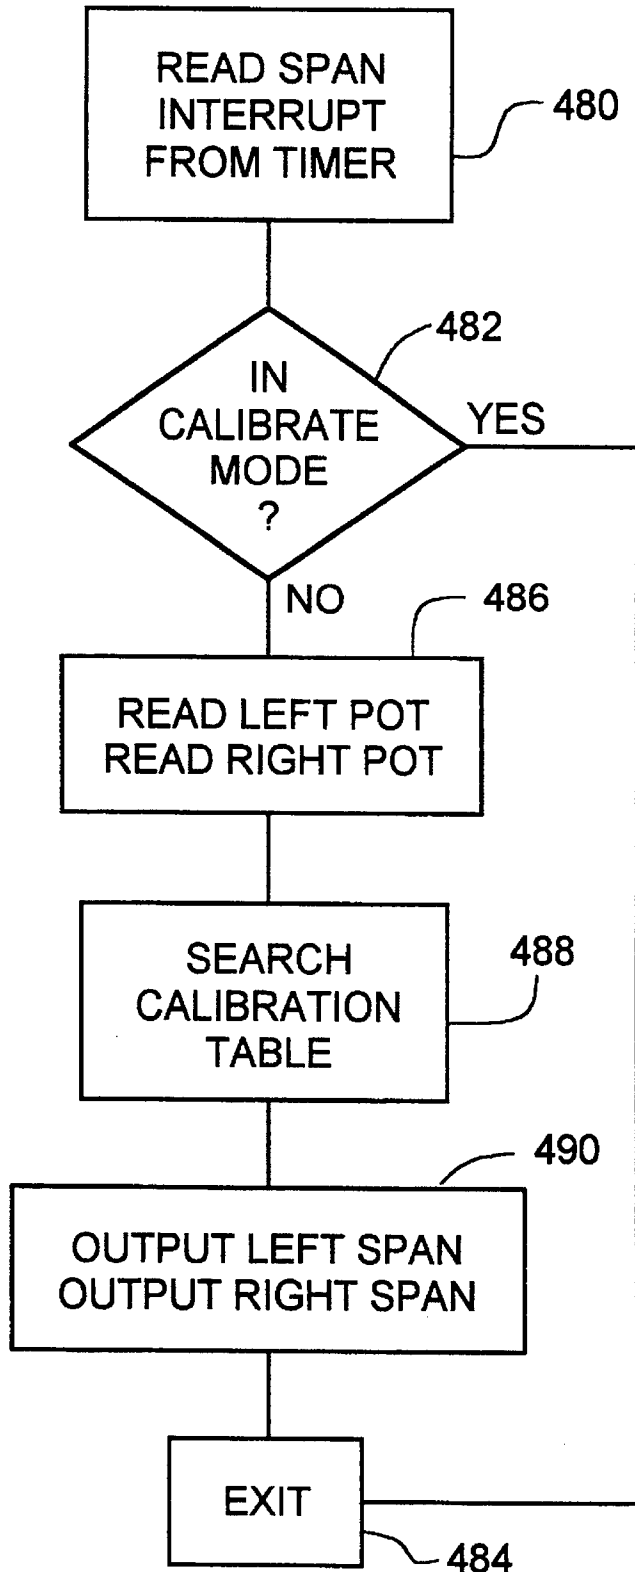 READ SPAN
INTERRUPT
FROM TIMER
480
482
IN
CALIBRATE
MODE
?
YES
NO
486
READ LEFT POT
READ RIGHT POT
488
SEARCH
CALIBRATION
TABLE
490
OUTPUT LEFT SPAN
OUTPUT RIGHT SPAN
EXIT
484